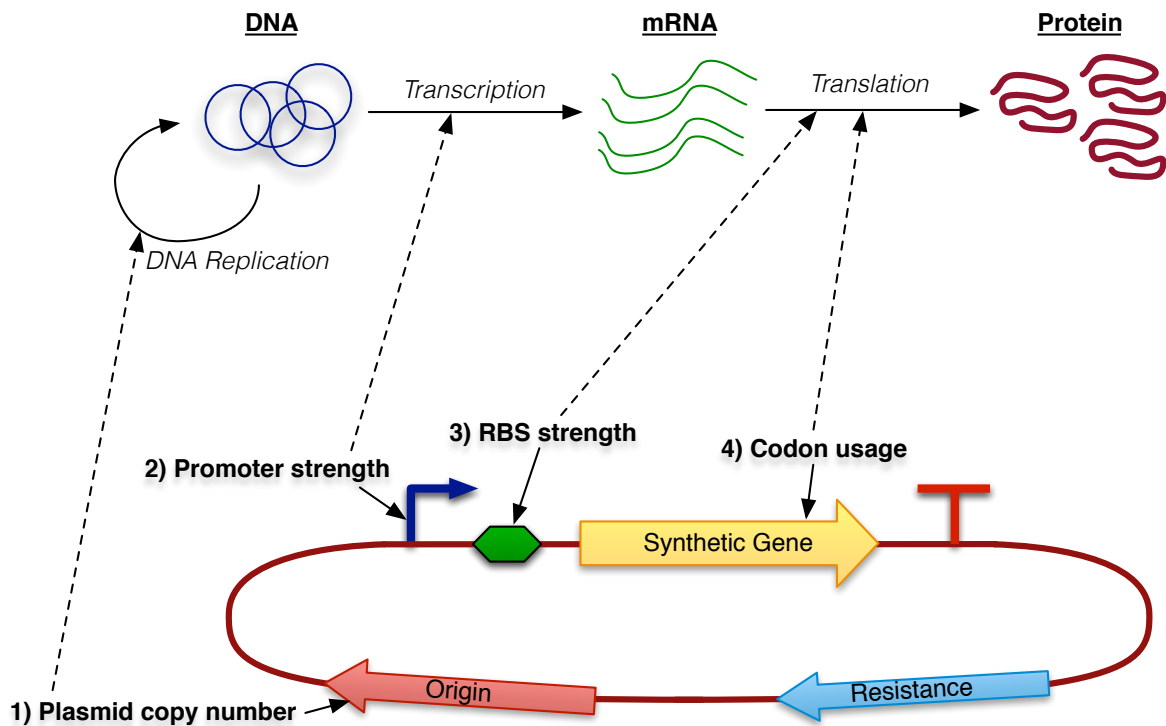 DNA
mRNA
Protein
Transcription
Translation
DNA Replication
3) RBS strength
4) Codon usage
2) Promoter strength
Synthetic Gene
Origin
Resistance
1) Plasmid copy number